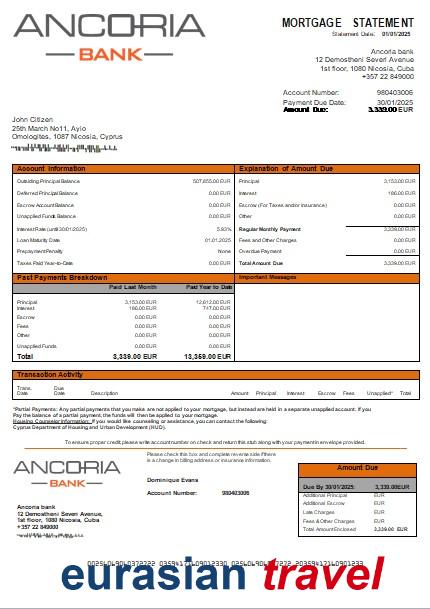 ANCORIA
BANK
MORTGAGE STATEMENT
Statement Date: 01/01/2025
Ancoria bank
12 Demostheni Severi Avenue
1st floor, 1080 Nicosia, Cuba
+357 22 849000
Account Number: 980403006
Payment Due Date: 30/01/2025
Amount Due: 3,339.00 EUR
John Citizen
25th March No11, Ayio
Omologites, 1087 Nicosia, Cyprus
Account Information
Outstanding Principal Balance 507,855.00 EUR
Deferred Principal Balance 0.00 EUR
Escrow Account Balance 0.00 EUR
Unapplied Funds Balance 0.00 EUR
Interest Rate (until 30/01/2025) 5.93%
Loan Maturity Date 01.01.2025
Prepayment Penalty None
Taxes Paid Year-to-Date 0.00 EUR
Explanation of Amount Due
Principal 3,153.00 EUR
Interest 186.00 EUR
Escrow (For Taxes and/or Insurance) 0.00 EUR
Other 0.00 EUR
Regular Monthly Payment 3,339.00 EUR
Fees and Other Charges 0.00 EUR
Overdue Payment 0.00 EUR
Total Amount Due 3,339.00 EUR
Past Payments Breakdown
Paid Last Month Paid Year to Date
Principal 3,153.00 EUR 12,612.00 EUR
Interest 186.00 EUR 747.00 EUR
Escrow 0.00 EUR 0.00 EUR
Fees 0.00 EUR 0.00 EUR
Other 0.00 EUR 0.00 EUR
Unapplied Funds 0.00 EUR 0.00 EUR
Total 3,339.00 EUR 13,359.00 EUR
Important Messages
Transaction Activity
Trans. Date Due Date Description Amount Principal Interest Escrow Fees Unapplied* Total
*Partial Payments: Any partial payments that you make are not applied to your mortgage, but instead are held in a separate unapplied account. If you
Pay the balance of a partial payment, the funds will then be applied to your mortgage.
Housing Counselor Information: If you would like counseling or assistance, you can contact the following:
Cyprus Department of Housing and Urban Development (HUD).
To ensure proper credit please write account number on check and return this stub along with your payment in envelope provided.
ANCORIA
BANK
Please check this box and complete reverse side if there
is a change in billing address or insurance information.
Dominique Evans
Account Number: 980403006
Ancoria bank
12 Demostheni Severi Avenue,
1st floor, 1080 Nicosia, Cuba
+357 22 849000
Amount Due
Due By 30/01/2025: 3,339.00EUR
Additional Principal EUR
Additional Escrow EUR
Late Charges EUR
Fees & Other Charges EUR
Total Amount Enclosed 3,339.00 EUR
eurasian travel